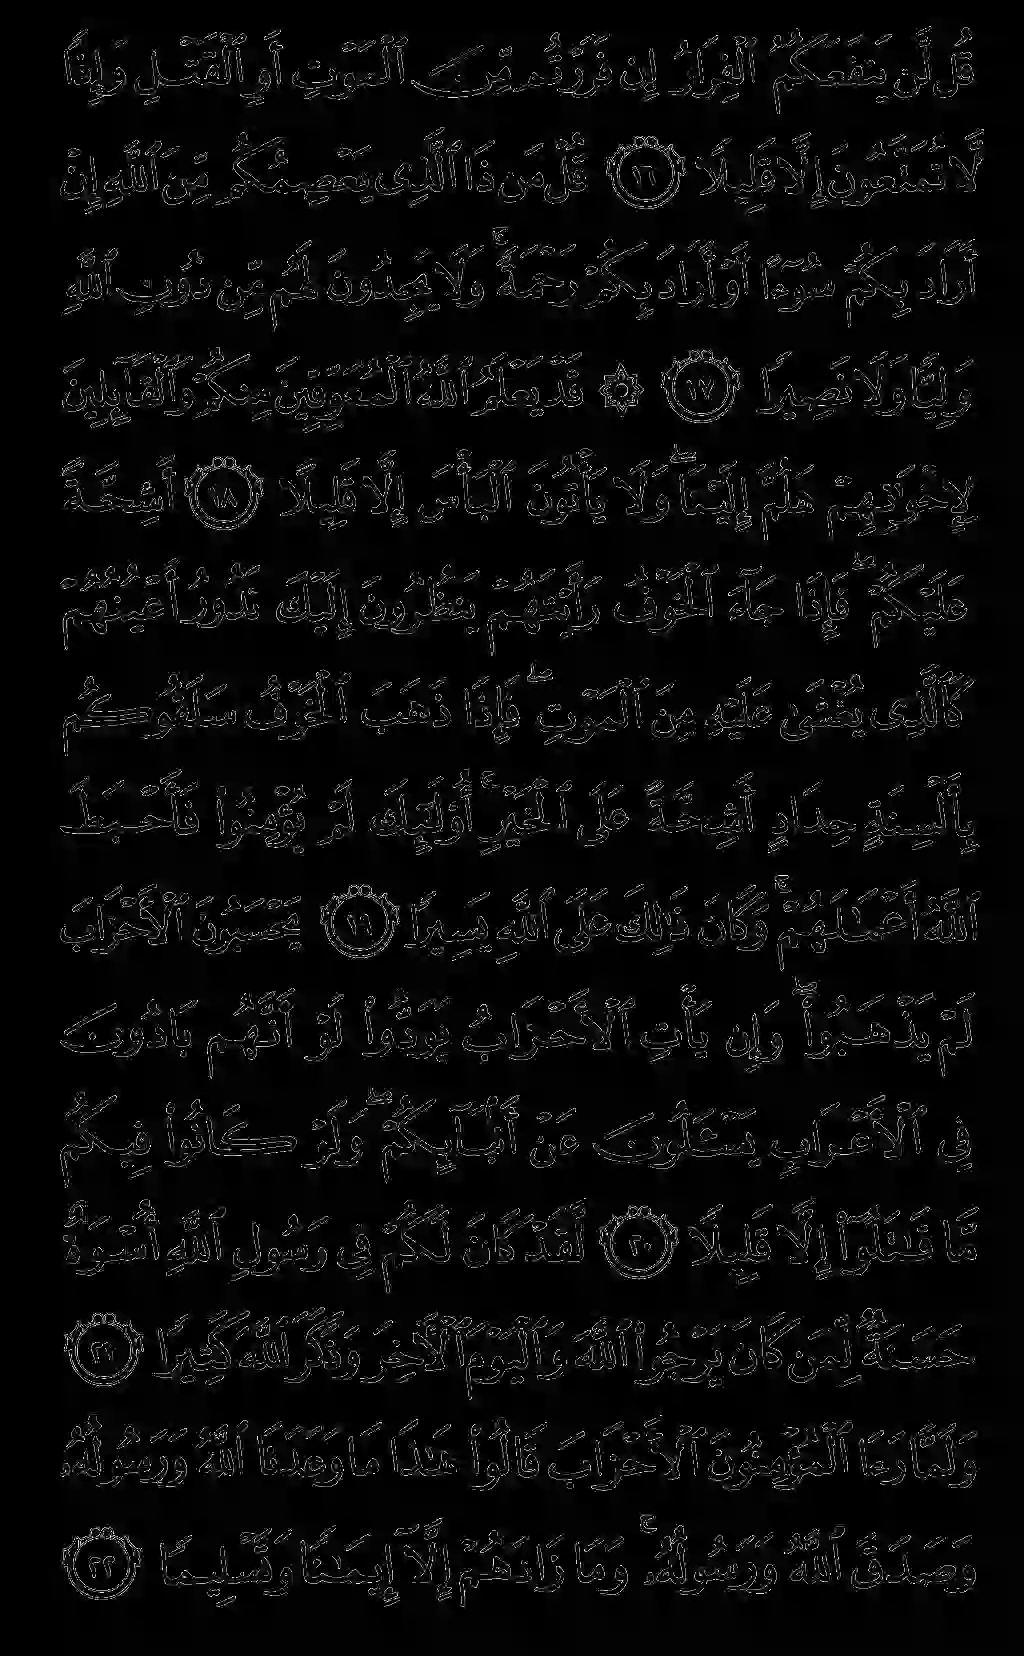 قُل لَّن يَنفَعَكُمُ ٱلْفِرَارُ إِن فَرَرْتُم مِّنَ ٱلْمَوْتِ أَوِ ٱلْقَتْلِ وَإِذًا
لَّا تُمَتَّعُونَ إِلَّا قَلِيلًا ١٦ قُلْ مَن ذَا ٱلَّذِى يَعْصِمُكُم مِّنَ ٱللَّهِ إِنْ
أَرَادَ بِكُمْ سُوٓءًا أَوْ أَرَادَ بِكُمْ رَحْمَةً ۚ وَلَا يَجِدُونَ لَهُم مِّن دُونِ ٱللَّهِ
وَلِيًّا وَلَا نَصِيرًا ١٧ ۞ قَدْ يَعْلَمُ ٱللَّهُ ٱلْمُعَوِّقِينَ مِنكُمْ وَٱلْقَآئِلِينَ
لِإِخْوَٰنِهِمْ هَلُمَّ إِلَيْنَا ۖ وَلَا يَأْتُونَ ٱلْبَأْسَ إِلَّا قَلِيلًا ١٨ أَشِحَّةً
عَلَيْكُمْ ۖ فَإِذَا جَآءَ ٱلْخَوْفُ رَأَيْتَهُمْ يَنظُرُونَ إِلَيْكَ تَدُورُ أَعْيُنُهُمْ
كَٱلَّذِى يُغْشَىٰ عَلَيْهِ مِنَ ٱلْمَوْتِ ۖ فَإِذَا ذَهَبَ ٱلْخَوْفُ سَلَقُوكُم
بِأَلْسِنَةٍ حِدَادٍ أَشِحَّةً عَلَى ٱلْخَيْرِ ۚ أُو۟لَٰٓئِكَ لَمْ يُؤْمِنُوا۟ فَأَحْبَطَ
ٱللَّهُ أَعْمَٰلَهُمْ ۚ وَكَانَ ذَٰلِكَ عَلَى ٱللَّهِ يَسِيرًا ١٩ يَحْسَبُونَ ٱلْأَحْزَابَ
لَمْ يَذْهَبُوا۟ ۖ وَإِن يَأْتِ ٱلْأَحْزَابُ يَوَدُّوا۟ لَوْ أَنَّهُم بَادُونَ
فِى ٱلْأَعْرَابِ يَسْـَٔلُونَ عَنْ أَنۢبَآئِكُمْ ۖ وَلَوْ كَانُوا۟ فِيكُم
مَّا قَٰتَلُوٓا۟ إِلَّا قَلِيلًا ٢٠ لَّقَدْ كَانَ لَكُمْ فِى رَسُولِ ٱللَّهِ أُسْوَةٌ
حَسَنَةٌ لِّمَن كَانَ يَرْجُوا۟ ٱللَّهَ وَٱلْيَوْمَ ٱلْءَاخِرَ وَذَكَرَ ٱللَّهَ كَثِيرًا ٢١
وَلَمَّا رَءَا ٱلْمُؤْمِنُونَ ٱلْأَحْزَابَ قَالُوا۟ هَٰذَا مَا وَعَدَنَا ٱللَّهُ وَرَسُولُهُۥ
وَصَدَقَ ٱللَّهُ وَرَسُولُهُۥ ۚ وَمَا زَادَهُمْ إِلَّآ إِيمَٰنًا وَتَسْلِيمًا ٢٢